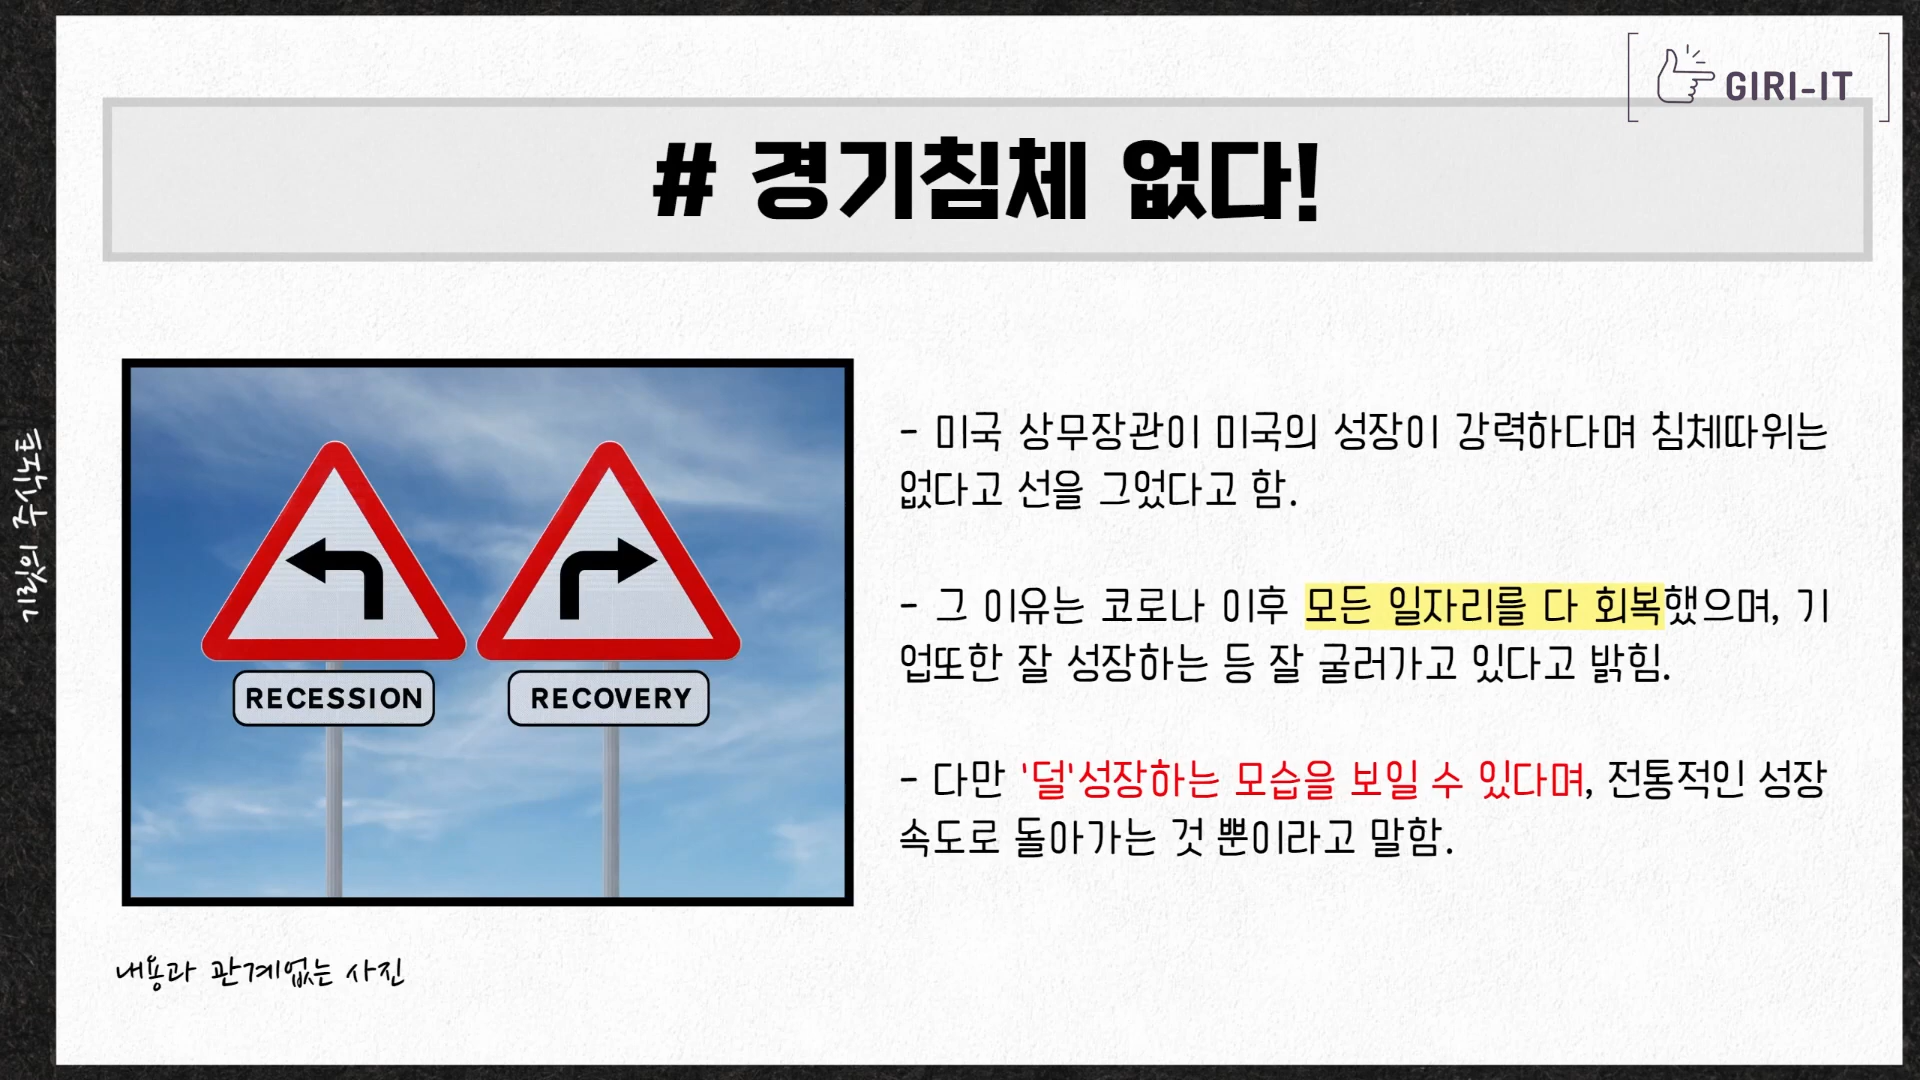 GIRI-IT
# 경기침체 없다!
기릿의 주식노트
RECESSION
RECOVERY
- 미국 상무장관이 미국의 성장이 강력하다며 침체따위는
없다고 선을 그었다고 함.
- 그 이유는 코로나 이후 모든 일자리를 다 회복했으며, 기
업또한 잘 성장하는 등 잘 굴러가고 있다고 밝힘.
- 다만 '덜'성장하는 모습을 보일 수 있다며, 전통적인 성장
속도로 돌아가는 것 뿐이라고 말함.
내용과 관계없는 사진